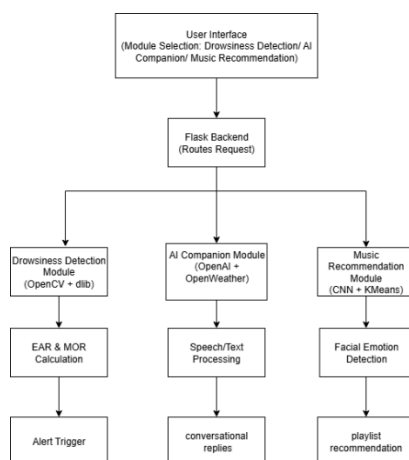 User Interface
(Module Selection: Drowsiness Detection/ AI
Companion/ Music Recommendation)
Flask Backend
(Routes Request)
Drowsiness Detection
Module
(OpenCV + dlib)
AI Companion Module
(OpenAI +
OpenWeather)
Music
Recommendation
Module
(CNN + KMeans)
EAR & MOR
Calculation
Speech/Text
Processing
Facial Emotion
Detection
Alert Trigger
conversational
replies
playlist
recommendation